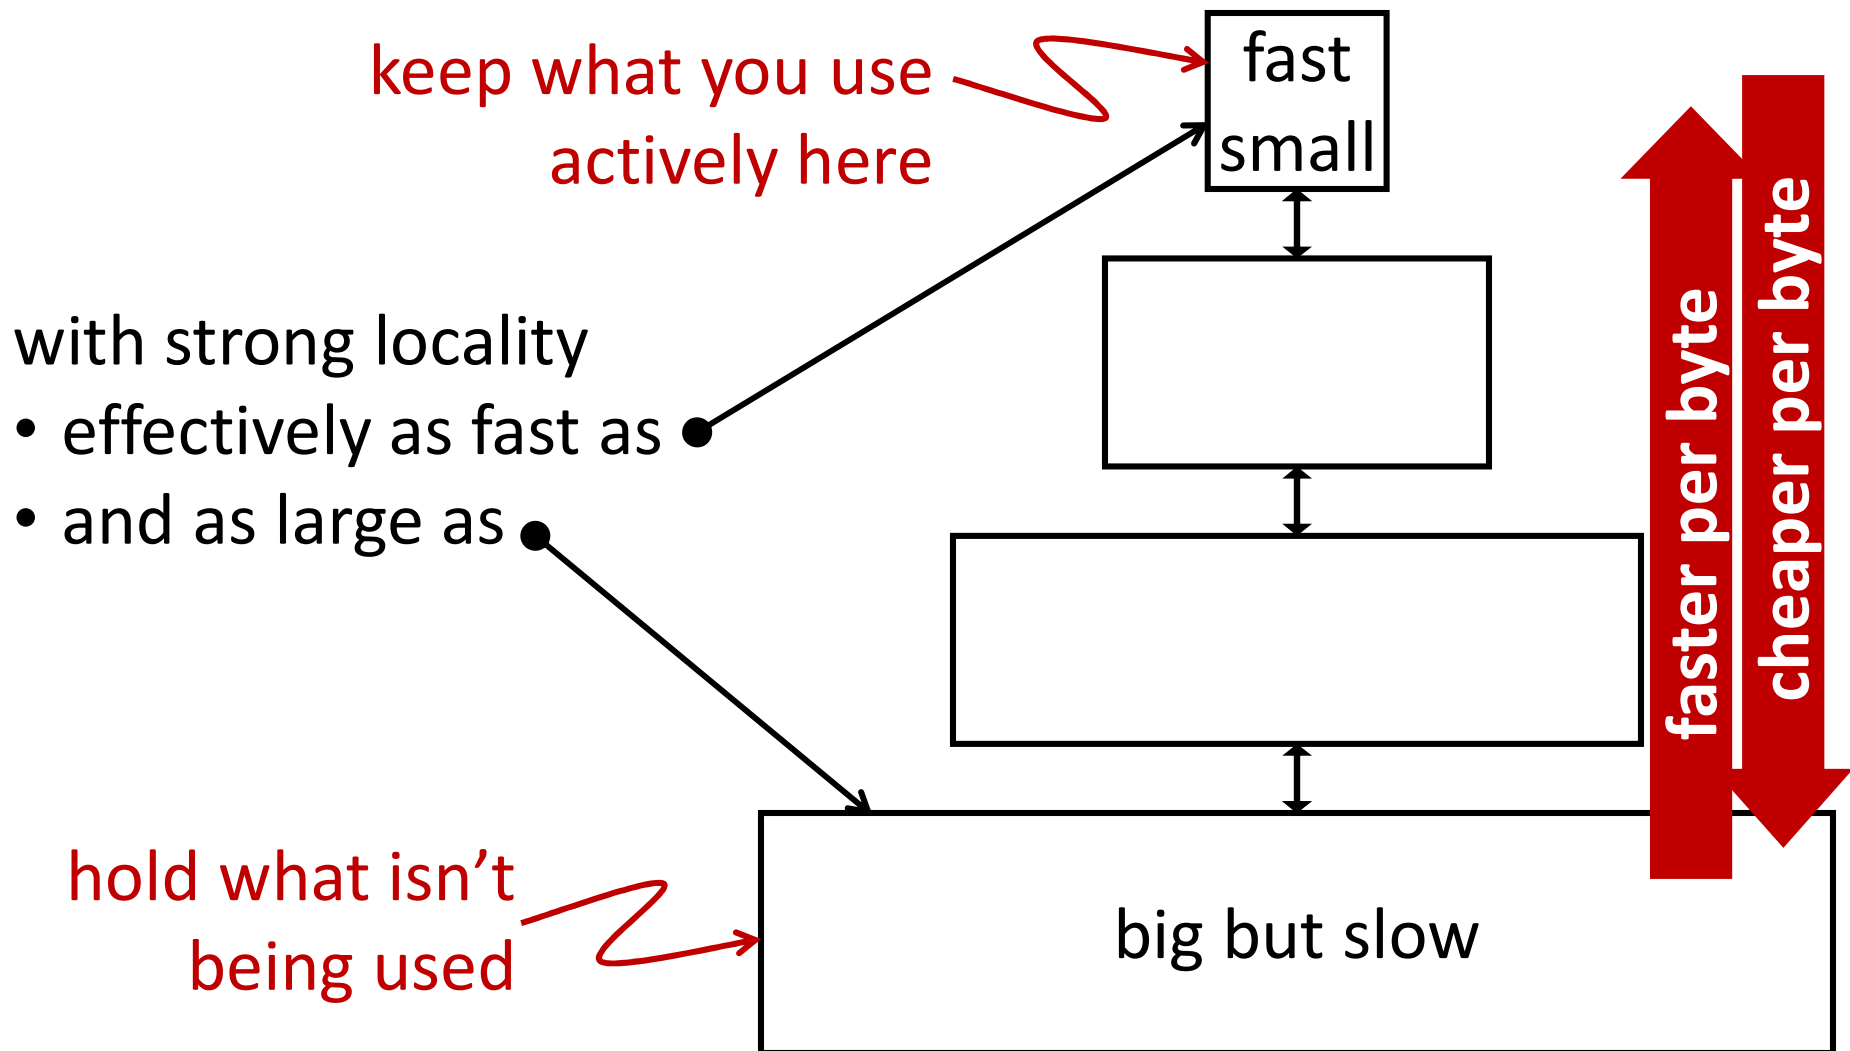 keep what you use
actively here
fast
small
with strong locality
• effectively as fast as
• and as large as
hold what isn’t
being used
big but slow
faster per byte
cheaper per byte